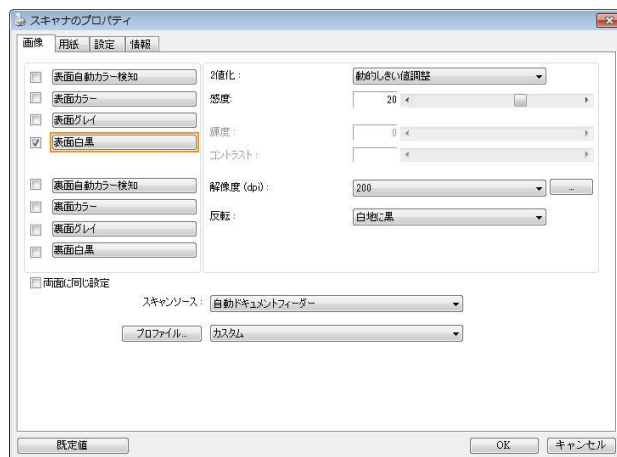 スキャナのプロパティ
画像 用紙 設定 情報
表面自動カラー検知 2値化: 動的しきい値調整
表面カラー 感度: 20
表面グレイ
表面白黒 輝度: 0
コントラスト:
裏面自動カラー検知 解像度 (dpi): 200 ...
裏面カラー 反転: 白地に黒
裏面グレイ
裏面白黒
両面に同じ設定
スキャンソース: 自動ドキュメントフィーダー
プロファイル... カスタム
既定値 OK キャンセル